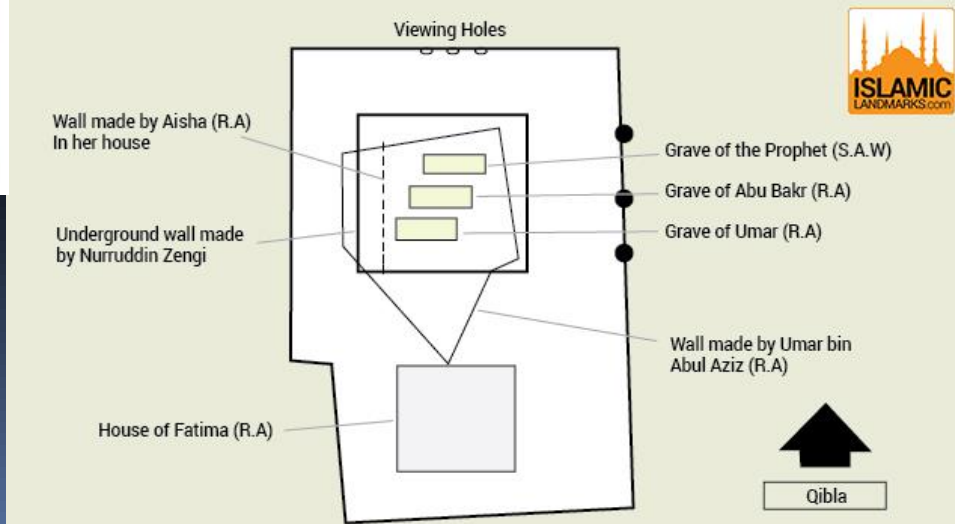 Viewing Holes
ISLAMIC
LANDMARKS.com
Wall made by Aisha (R.A)
In her house
Grave of the Prophet (S.A.W)
Grave of Abu Bakr (R.A)
Grave of Umar (R.A)
Underground wall made
by Nurruddin Zengi
Wall made by Umar bin
Abul Aziz (R.A)
House of Fatima (R.A)
Qibla